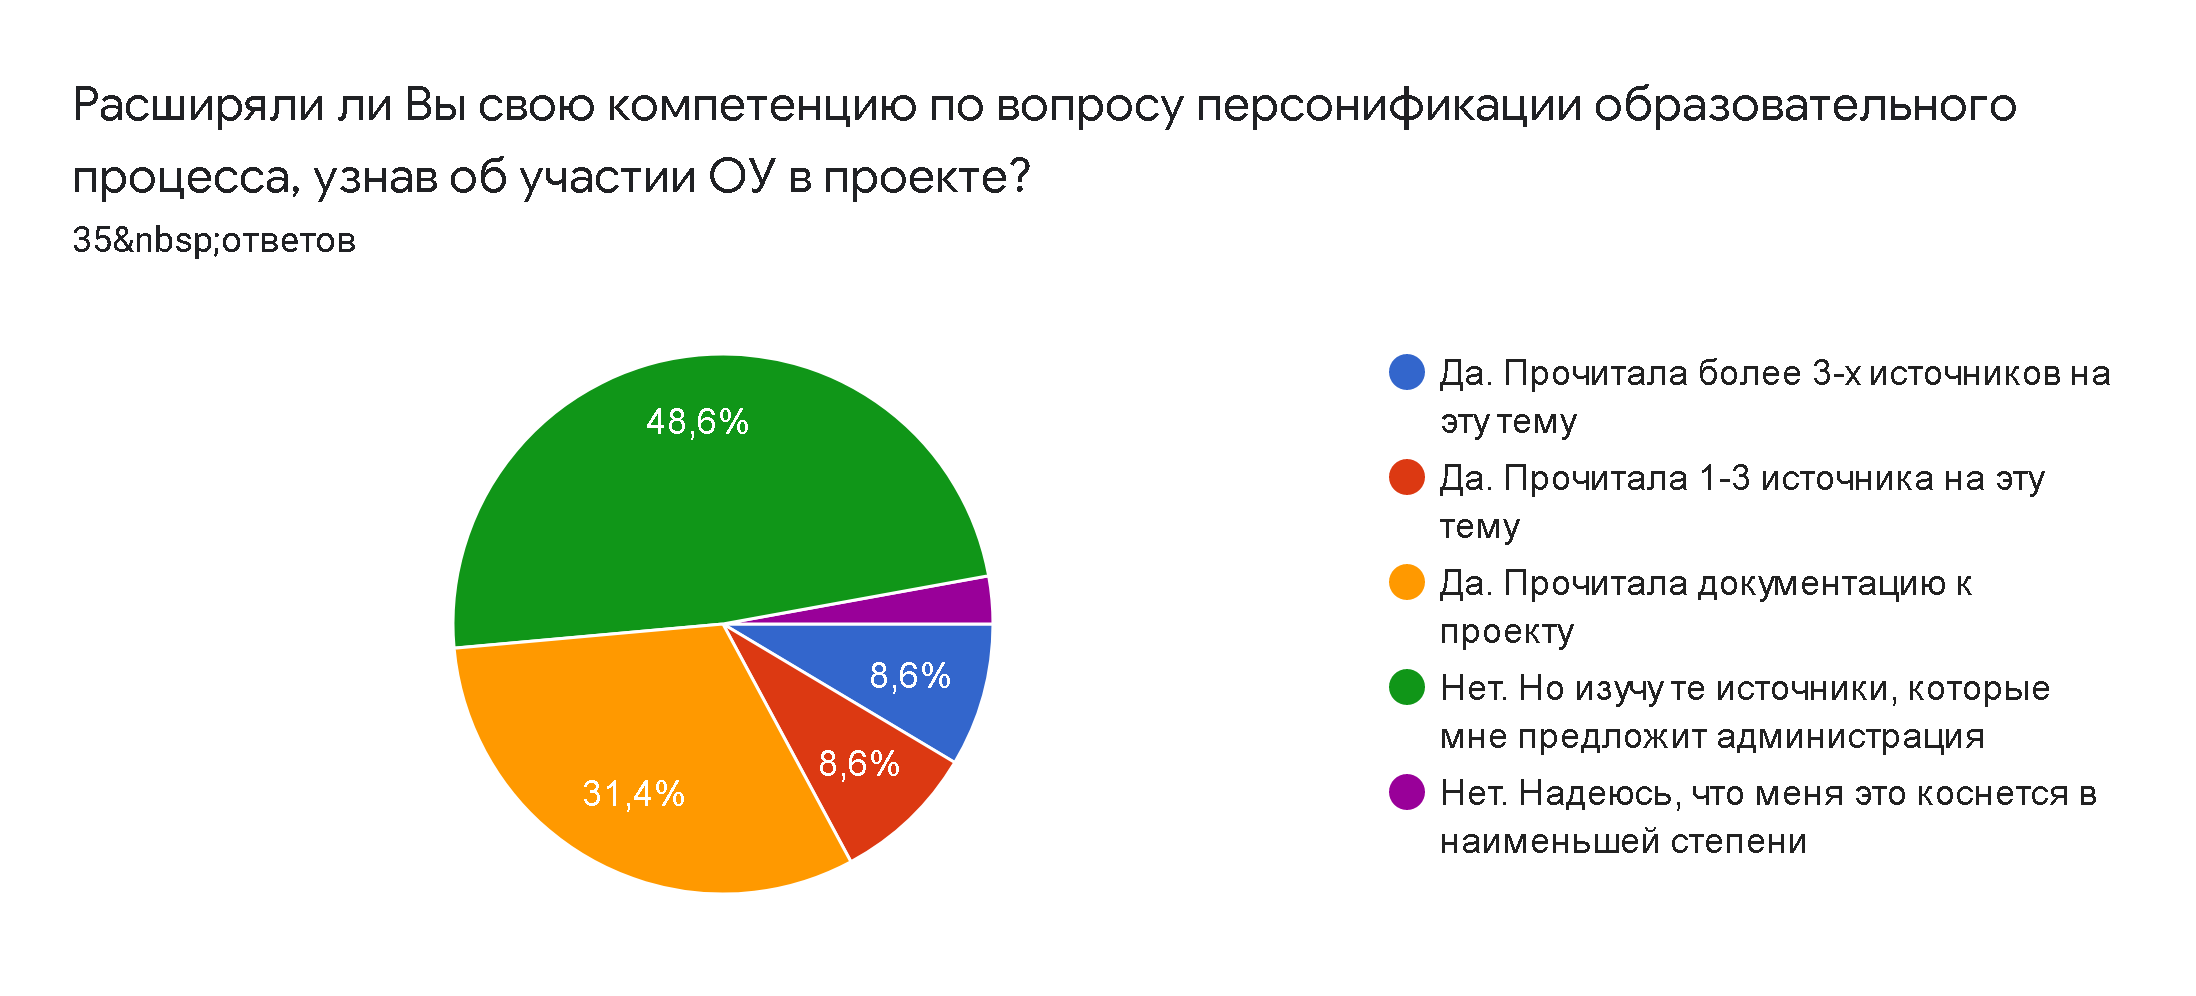 Расширяли ли Вы свою компетенцию по вопросу персонификации образовательного
процесса, узнав об участии ОУ в проекте?
35&nbsp;ответов
48,6%
8,6%
8,6%
31,4%
Да. Прочитала более 3-х источников на
эту тему
Да. Прочитала 1-3 источника на эту
тему
Да. Прочитала документацию к
проекту
Нет. Но изучу те источники, которые
мне предложит администрация
Нет. Надеюсь, что меня это коснется в
наименьшей степени